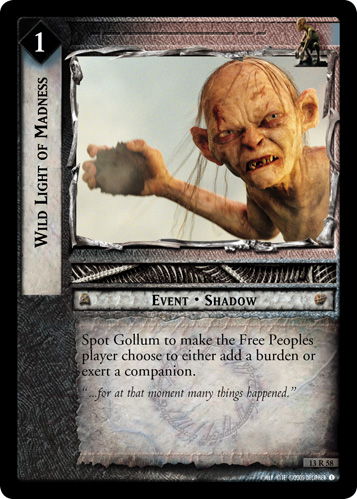 1
WILD LIGHT OF MADNESS
EVENT • SHADOW
Spot Gollum to make the Free Peoples
player choose to either add a burden or
exert a companion.
“...for at that moment many things happened.”
13 R 58